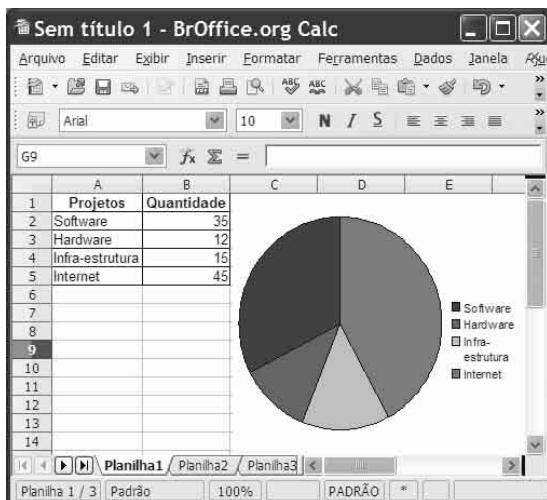 Sem título 1 - BrOffice.org Calc
Arquivo Editar Exibir Inserir Formatar Ferramentas Dados Janela
Arial 10 N I S
G9 =
A B C D E
1 Projetos Quantidade
2 Software 35
3 Hardware 12
4 Infra-estrutura 15
5 Internet 45
6
7
8
9
10
11
12
13
14
Software
Hardware
Infra-
estrutura
Internet
Planilha1 Planilha2 Planilha3
Planilha 1 / 3 Padrão 100% PADRÃO *